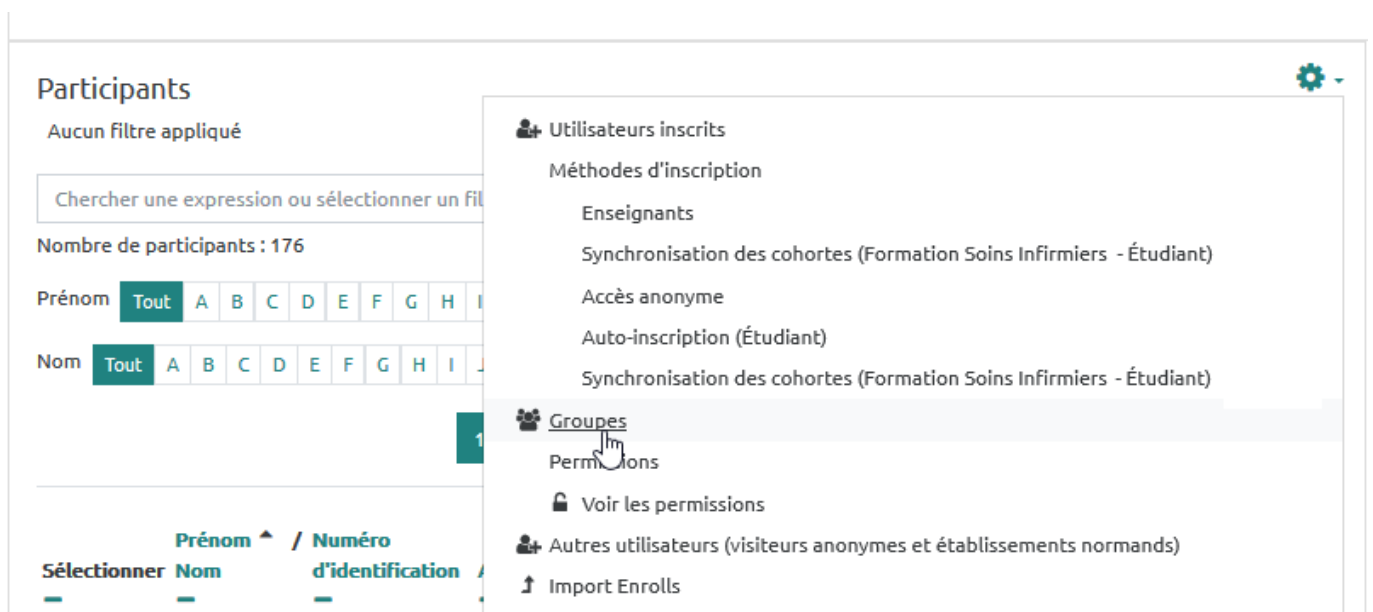 Participants
Aucun filtre appliqué
Chercher une expression ou sélectionner un fil
Nombre de participants : 176
Prénom Tout A B C D E F G H I
Nom Tout A B C D E F G H I J
1
Sélectionner
Prénom / Nom
Numéro d'identification
Utilisateurs inscrits
Méthodes d'inscription
Enseignants
Synchronisation des cohortes (Formation Soins Infirmiers - Étudiant)
Accès anonyme
Auto-inscription (Étudiant)
Synchronisation des cohortes (Formation Soins Infirmiers - Étudiant)
Groupes
Permissions
Voir les permissions
Autres utilisateurs (visiteurs anonymes et établissements normands)
Import Enrolls